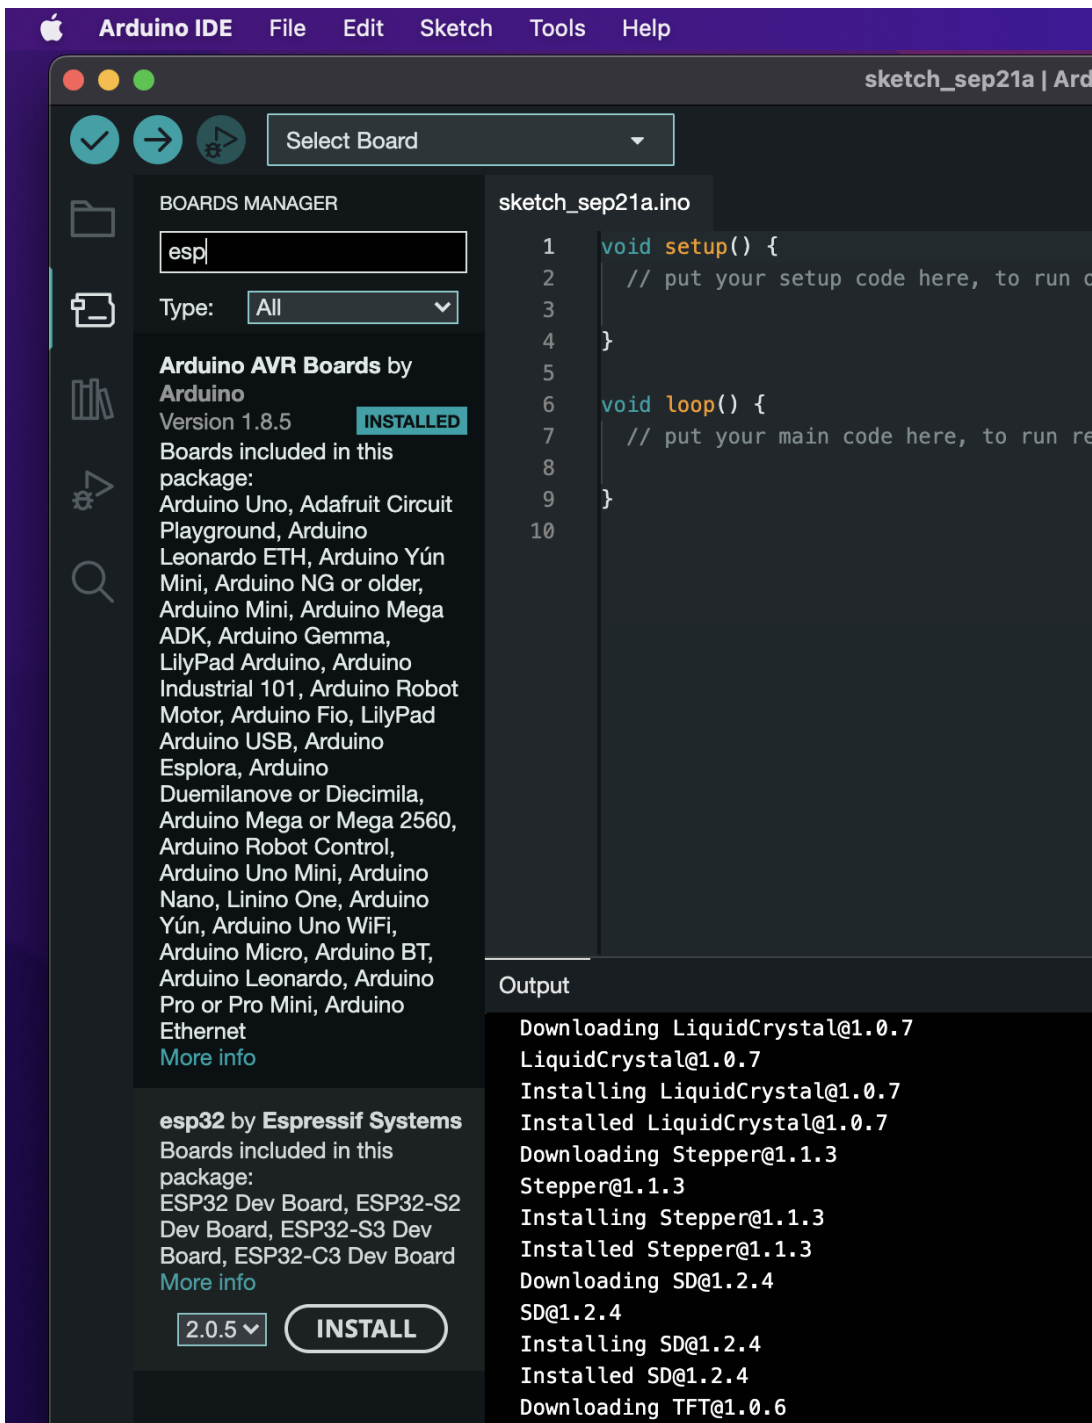 Arduino IDE File Edit Sketch Tools Help
sketch_sep21a | Ard
Select Board
BOARDS MANAGER
esp
Type: All
Arduino AVR Boards by
Arduino
Version 1.8.5 INSTALLED
Boards included in this
package:
Arduino Uno, Adafruit Circuit
Playground, Arduino
Leonardo ETH, Arduino Yún
Mini, Arduino NG or older,
Arduino Mini, Arduino Mega
ADK, Arduino Gemma,
LilyPad Arduino, Arduino
Industrial 101, Arduino Robot
Motor, Arduino Fio, LilyPad
Arduino USB, Arduino
Esplora, Arduino
Duemilanove or Diecimila,
Arduino Mega or Mega 2560,
Arduino Robot Control,
Arduino Uno Mini, Arduino
Nano, Linino One, Arduino
Yún, Arduino Uno WiFi,
Arduino Micro, Arduino BT,
Arduino Leonardo, Arduino
Pro or Pro Mini, Arduino
Ethernet
More info
esp32 by Espressif Systems
Boards included in this
package:
ESP32 Dev Board, ESP32-S2
Dev Board, ESP32-S3 Dev
Board, ESP32-C3 Dev Board
More info
2.0.5 INSTALL
sketch_sep21a.ino
1 void setup() {
2 // put your setup code here, to run o
3
4 }
5
6 void loop() {
7 // put your main code here, to run re
8
9 }
10
Output
Downloading LiquidCrystal@1.0.7
LiquidCrystal@1.0.7
Installing LiquidCrystal@1.0.7
Installed LiquidCrystal@1.0.7
Downloading Stepper@1.1.3
Stepper@1.1.3
Installing Stepper@1.1.3
Installed Stepper@1.1.3
Downloading SD@1.2.4
SD@1.2.4
Installing SD@1.2.4
Installed SD@1.2.4
Downloading TFT@1.0.6